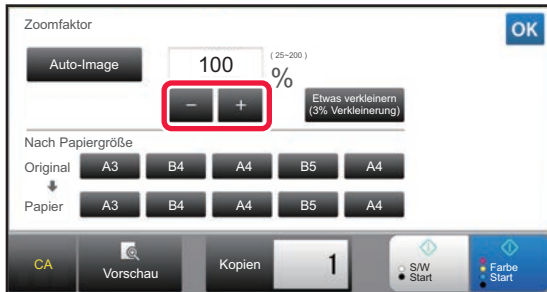 Zoomfaktor
OK
Auto-Image
100
(25~200)
%
− +
Etwas verkleinern
(3% Verkleinerung)
Nach Papiergröße
Original A3 B4 A4 B5 A4
Papier A3 B4 A4 B5 A4
CA
Vorschau
Kopien
1
S/W
Start
Farbe
Start